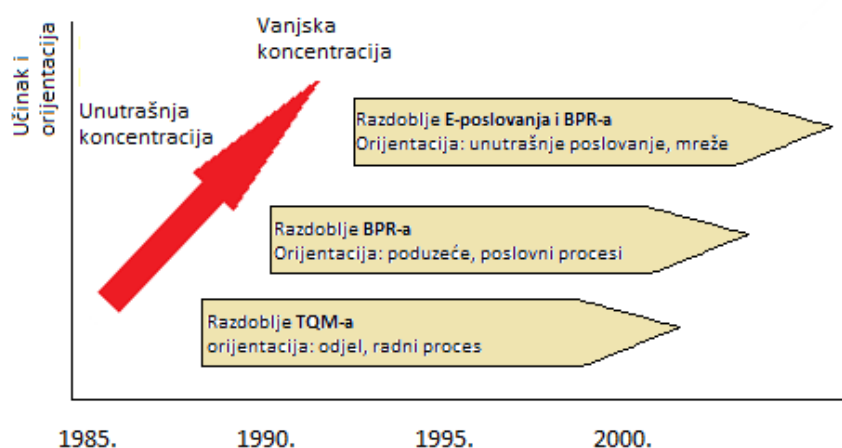 Učinak i
orijentacija
Vanjska
koncentracija
Unutrašnja
koncentracija
Razdoblje E-poslovanja i BPR-a
Orijentacija: unutrašnje poslovanje, mreže
Razdoblje BPR-a
Orijentacija: poduzeće, poslovni procesi
Razdoblje TQM-a
orijentacija: odjel, radni proces
1985. 1990. 1995. 2000.